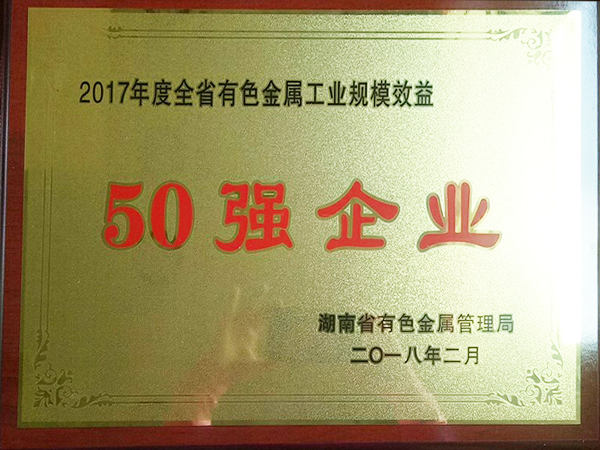 2017年度全省有色金属工业规模效益
50强企业
湖南省有色金属管理局
二〇一八年二月